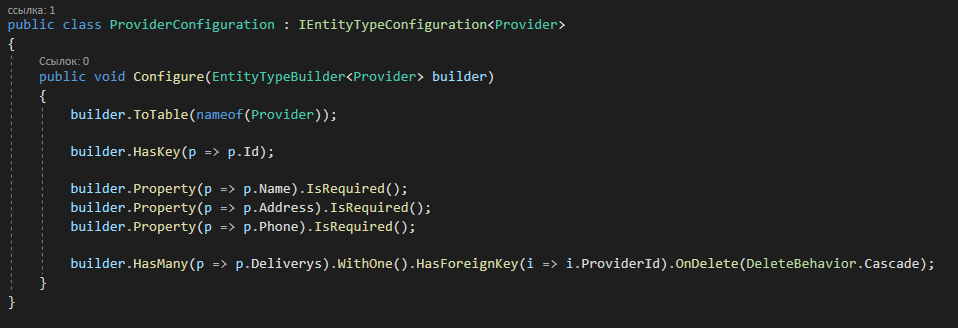 ссылка: 1
public class ProviderConfiguration : IEntityTypeConfiguration<Provider>
{
Ссылок: 0
public void Configure(EntityTypeBuilder<Provider> builder)
{
builder.ToTable(nameof(Provider));
builder.HasKey(p => p.Id);
builder.Property(p => p.Name).IsRequired();
builder.Property(p => p.Address).IsRequired();
builder.Property(p => p.Phone).IsRequired();
builder.HasMany(p => p.Deliverys).WithOne().HasForeignKey(i => i.ProviderId).OnDelete(DeleteBehavior.Cascade);
}
}